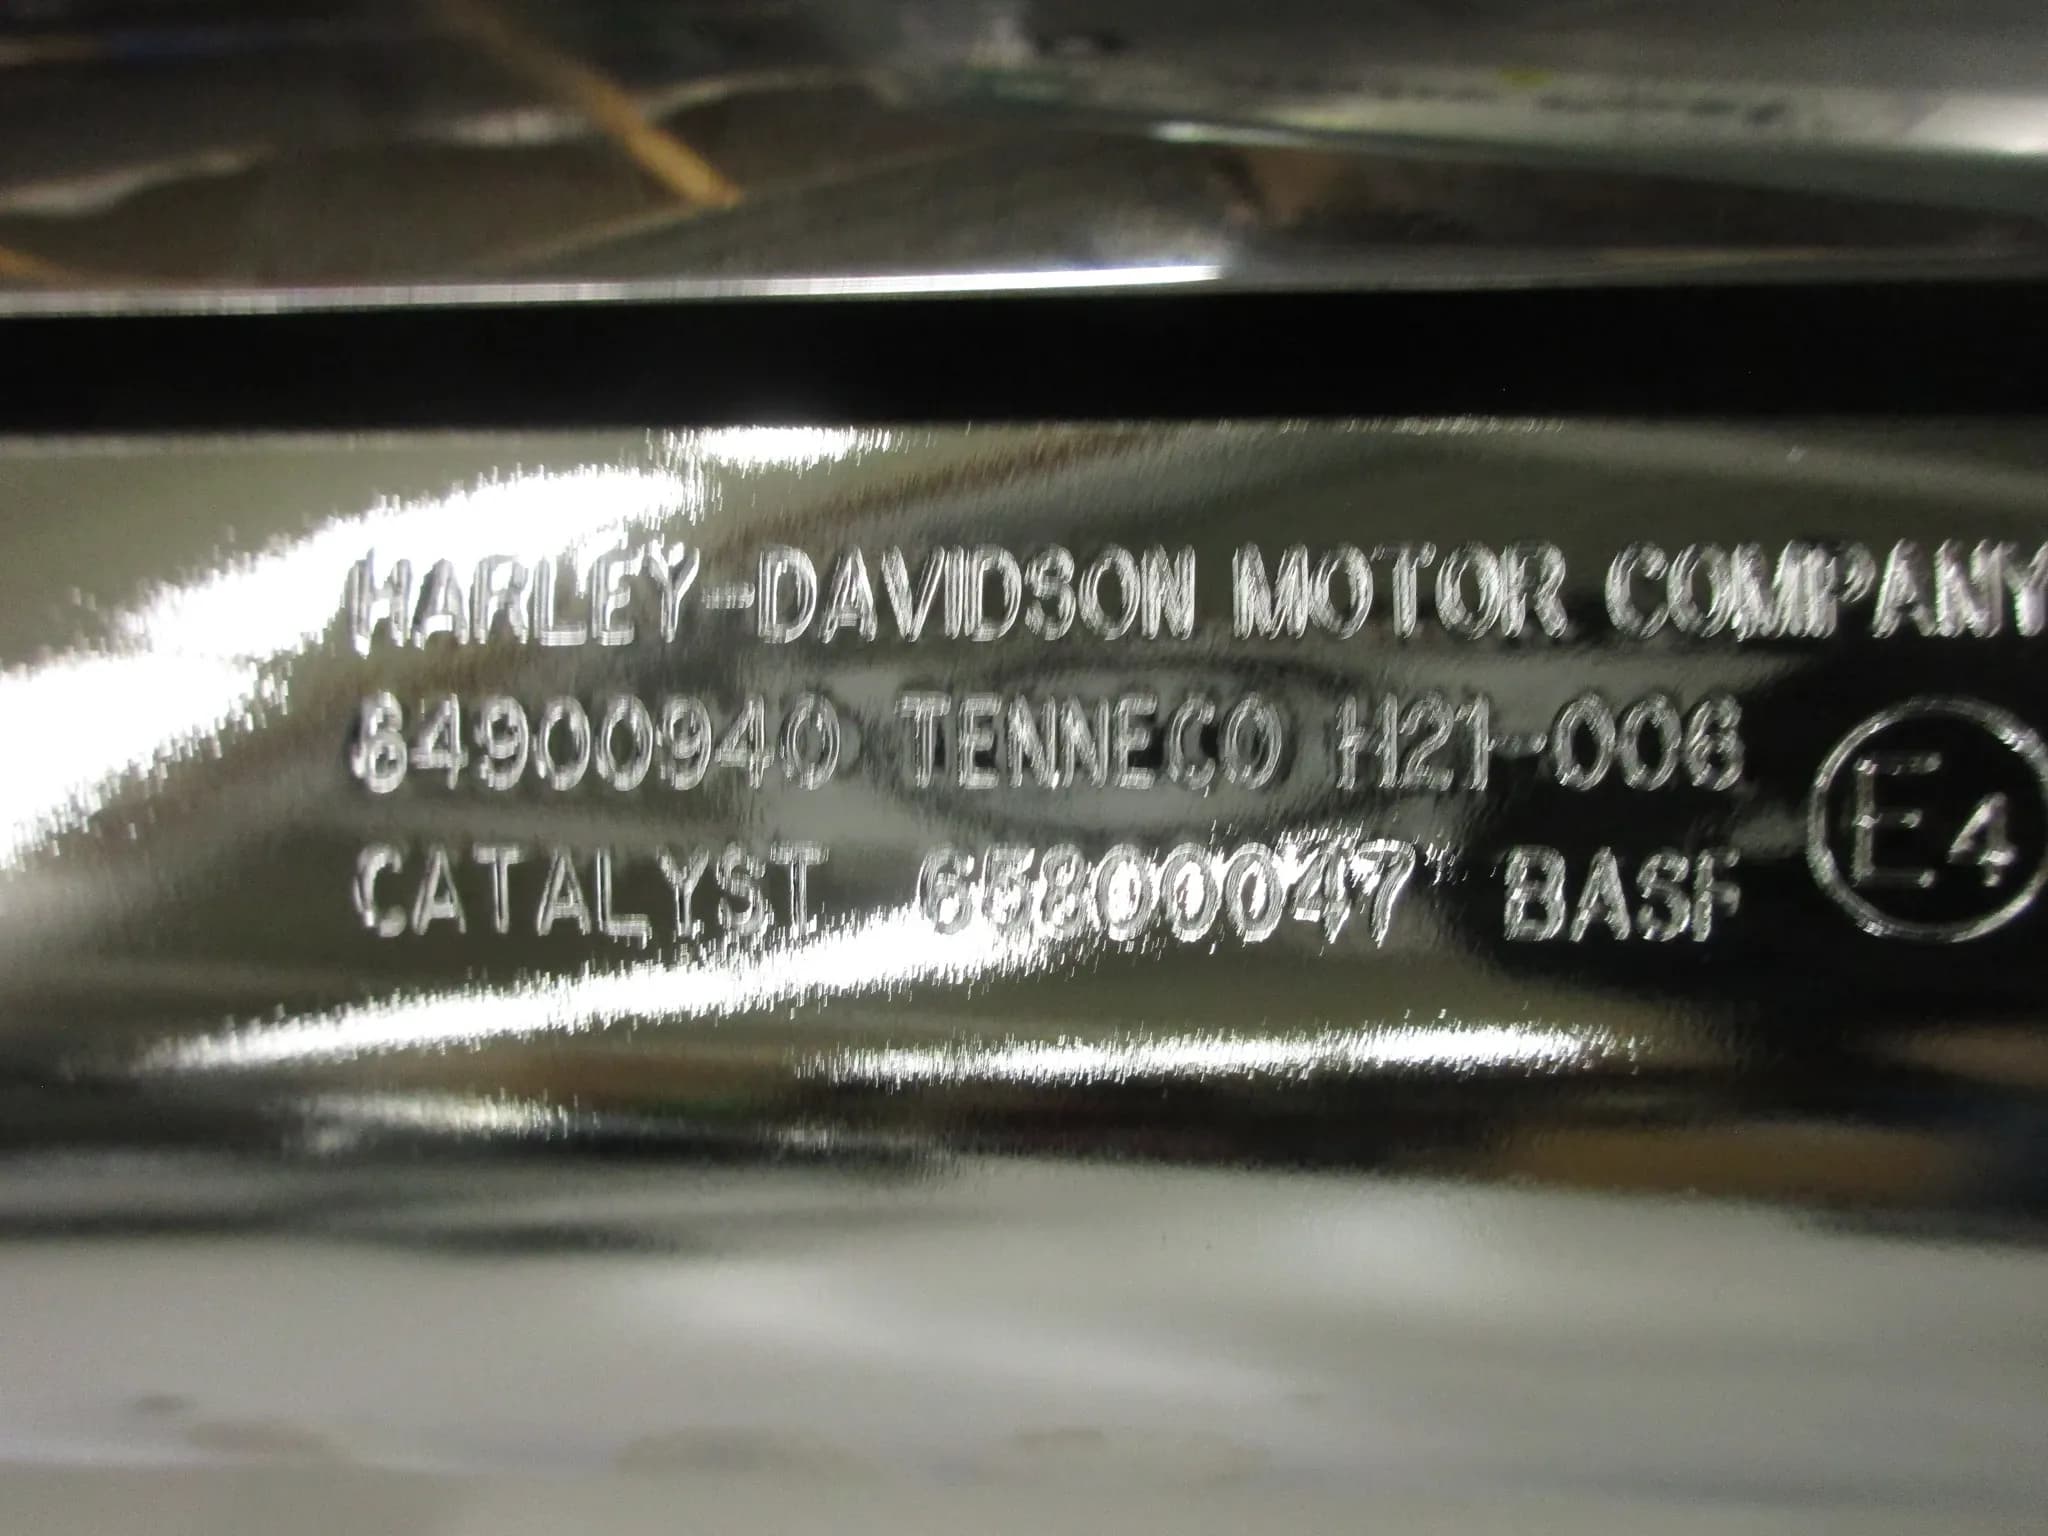 HARLEY-DAVIDSON MOTOR COMPANY
64900940 TENNECO H21-006
CATALYST 65800047 BASF
E4